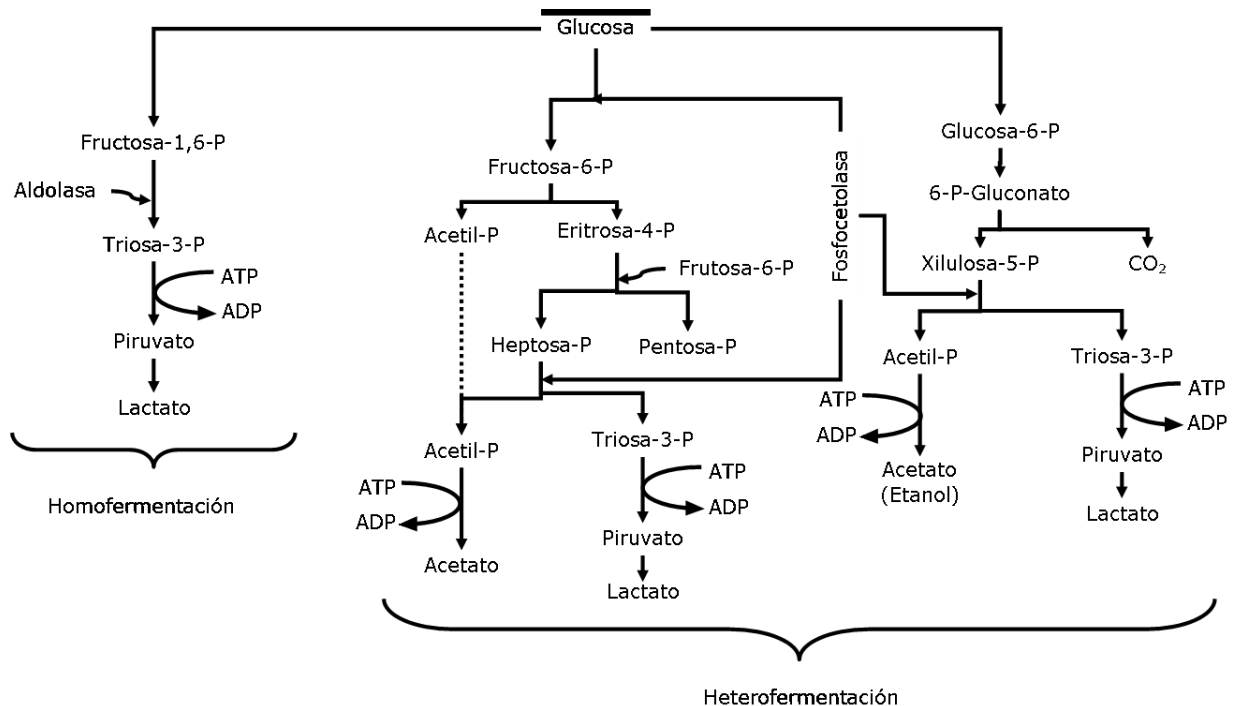 Glucosa
Fructosa-1,6-P
Aldolasa
Triosa-3-P
ATP
ADP
Piruvato
Lactato
Homofermentación
Fructosa-6-P
Acetil-P
Eritrosa-4-P
Frutosa-6-P
Heptosa-P
Pentosa-P
Acetil-P
Triosa-3-P
ATP
ADP
Acetato
ATP
ADP
Piruvato
Lactato
Fosfocetolasa
Glucosa-6-P
6-P-Gluconato
Xilulosa-5-P
CO₂
Acetil-P
Triosa-3-P
ATP
ADP
Acetato
(Etanol)
ATP
ADP
Piruvato
Lactato
Heterofermentación